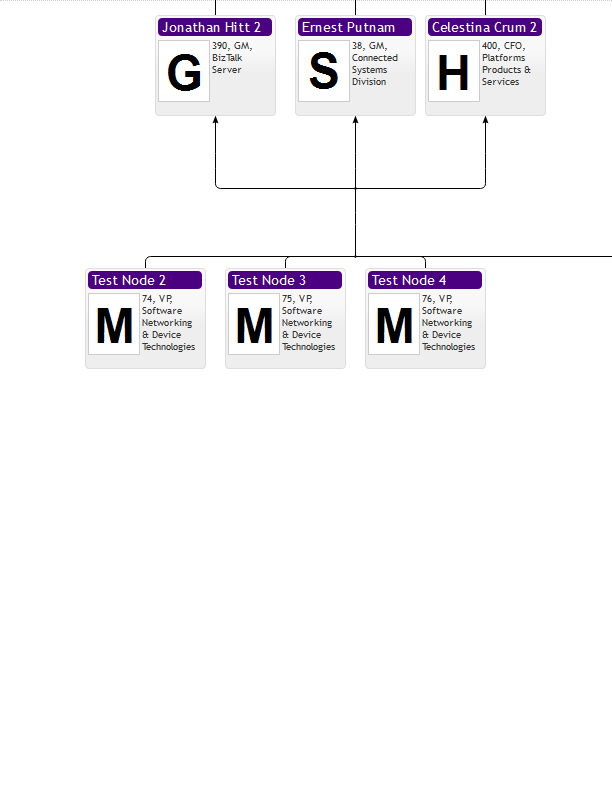 Jonathan Hitt 2
G
390, GM,
BizTalk
Server
Ernest Putnam
S
38, GM,
Connected
Systems
Division
Celestina Crum 2
H
400, CFO,
Platforms
Products &
Services
Test Node 2
M
74, VP,
Software
Networking
& Device
Technologies
Test Node 3
M
75, VP,
Software
Networking
& Device
Technologies
Test Node 4
M
76, VP,
Software
Networking
& Device
Technologies